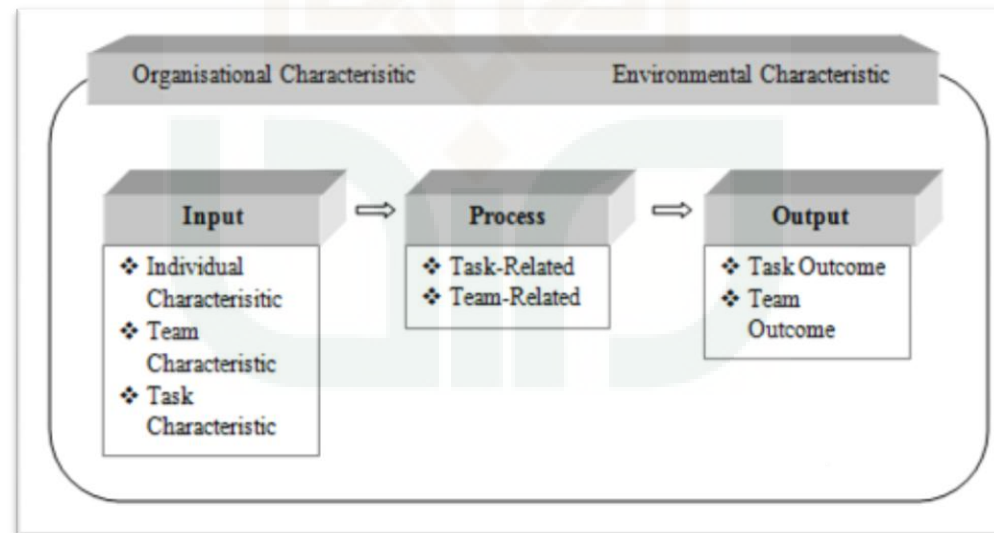 Organisational Characterisitic Environmental Characteristic
Input
❖ Individual
Characterisitic
❖ Team
Characteristic
❖ Task
Characteristic
Process
❖ Task-Related
❖ Team-Related
Output
❖ Task Outcome
❖ Team
Outcome